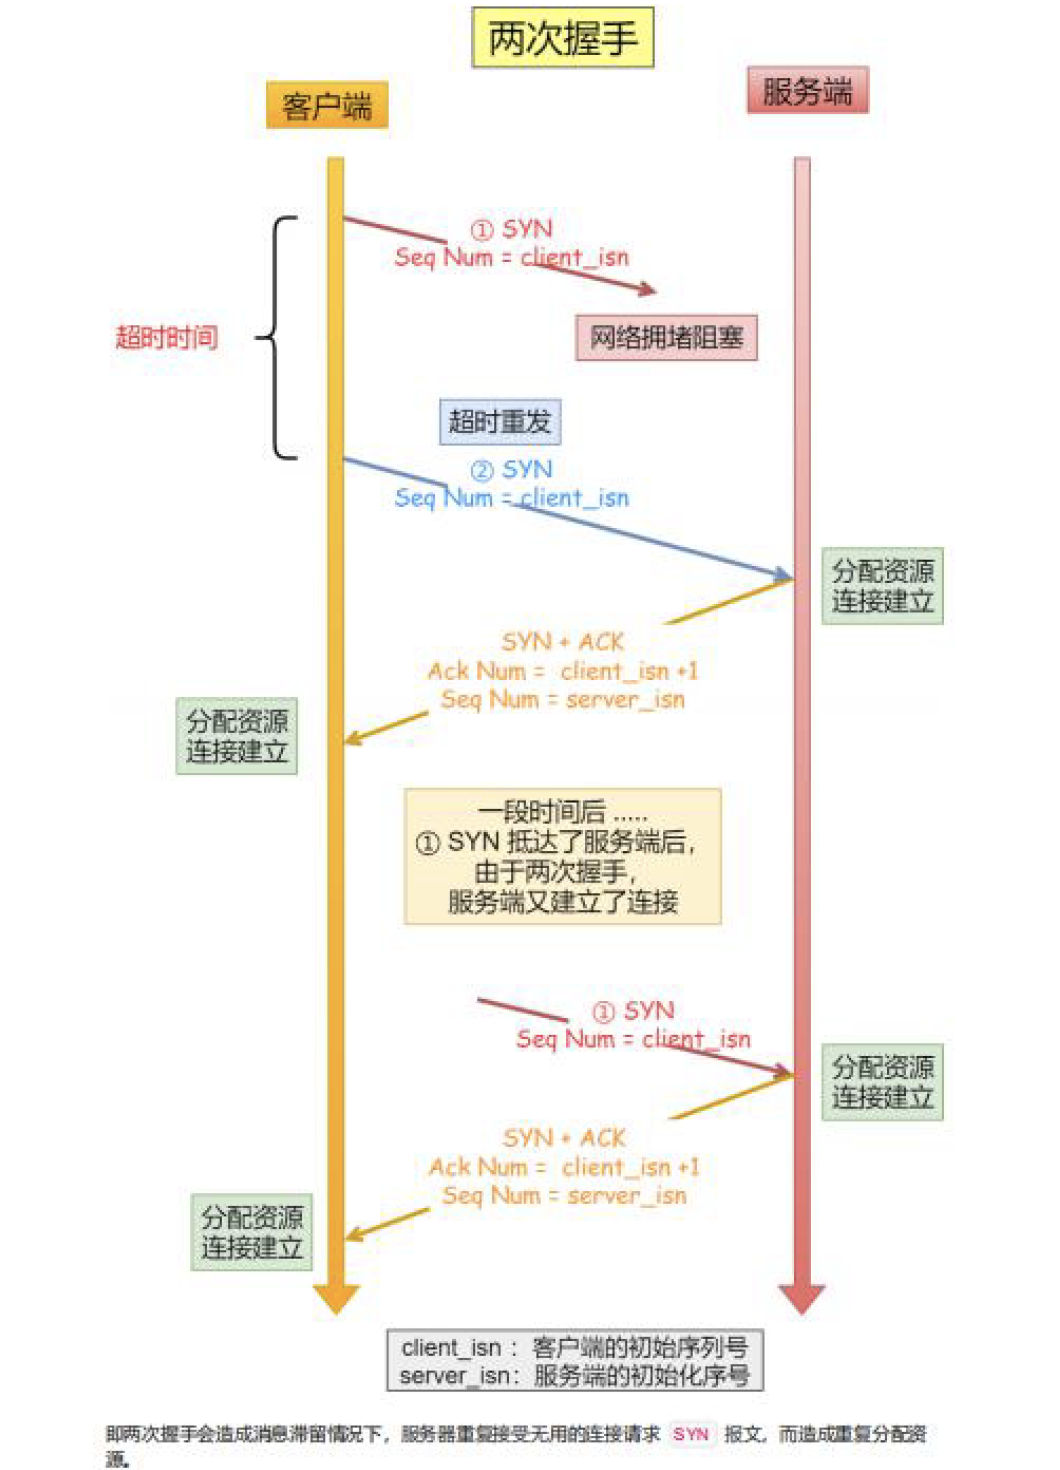 两次握手
客户端
服务端
① SYN
Seq Num = client_isn
超时时间
网络拥堵阻塞
超时重发
② SYN
Seq Num = client_isn
分配资源
连接建立
SYN + ACK
Ack Num = client_isn +1
Seq Num = server_isn
分配资源
连接建立
一段时间后 .....
① SYN 抵达了服务端后，
由于两次握手，
服务端又建立了连接
① SYN
Seq Num = client_isn
分配资源
连接建立
SYN + ACK
Ack Num = client_isn +1
Seq Num = server_isn
分配资源
连接建立
client_isn ：客户端的初始序列号
server_isn：服务端的初始化序号
即两次握手会造成消息滞留情况下，服务器重复接受无用的连接请求 SYN 报文，而造成重复分配资
源。